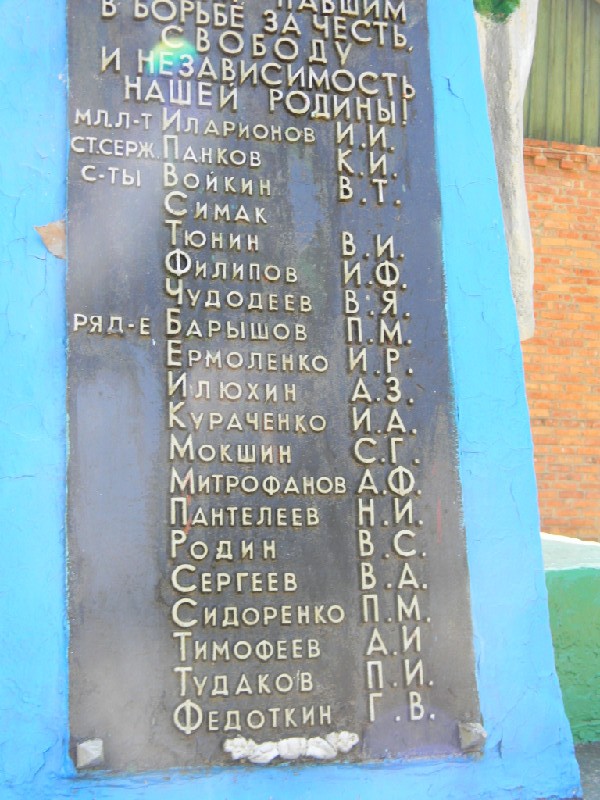 ПАВШИМ
В БОРЬБЕ ЗА ЧЕСТЬ,
СВОБОДУ
И НЕЗАВИСИМОСТЬ
НАШЕЙ РОДИНЫ!
МЛ.Л-Т ИЛАРИОНОВ И.И.
СТ.СЕРЖ. ПАНКОВ К.И.
С-ТЫ ВОЙКИН В.Т.
СИМАК
ТЮНИН В.И.
ФИЛИПОВ И.Ф.
ЧУДОДЕЕВ В.Я.
РЯД-Е БАРЫШОВ П.М.
ЕРМОЛЕНКО И.Р.
ИЛЮХИН А.З.
КУРАЧЕНКО И.А.
МОКШИН С.Г.
МИТРОФАНОВ А.Ф.
ПАНТЕЛЕЕВ Н.И.
РОДИН В.С.
СЕРГЕЕВ В.А.
СИДОРЕНКО П.М.
ТИМОФЕЕВ А.И
ТУДАКОВ П.И.
ФЕДОТКИН Г.В.